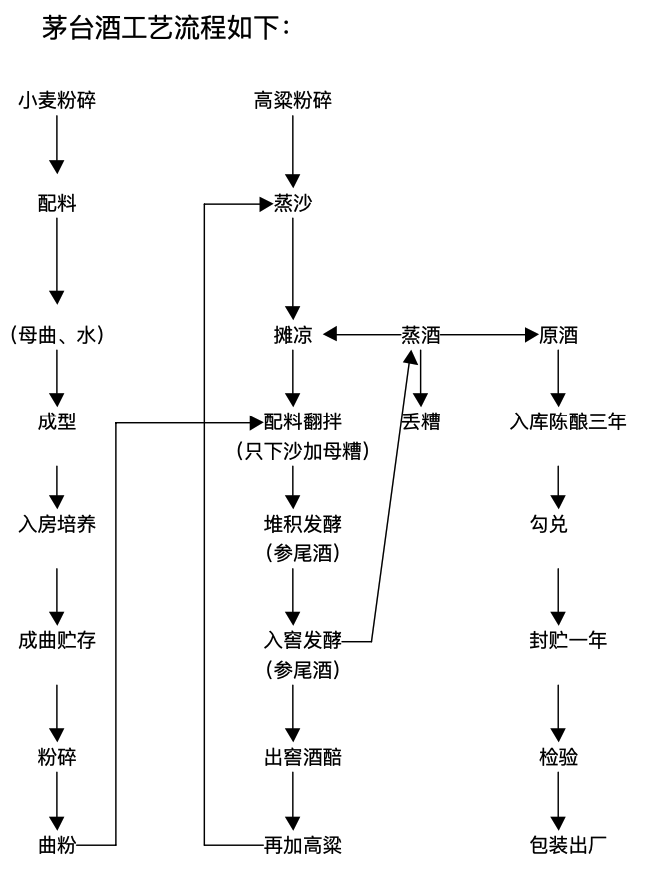 茅台酒工艺流程如下：
小麦粉碎
高粱粉碎
配料
蒸沙
（母曲、水）
摊凉
蒸酒
原酒
成型
配料翻拌
（只下沙加母糟）
丢糟
入库陈酿三年
入房培养
堆积发酵
（参尾酒）
勾兑
成曲贮存
入窖发酵
（参尾酒）
封贮一年
粉碎
出窖酒醅
检验
曲粉
再加高粱
包装出厂